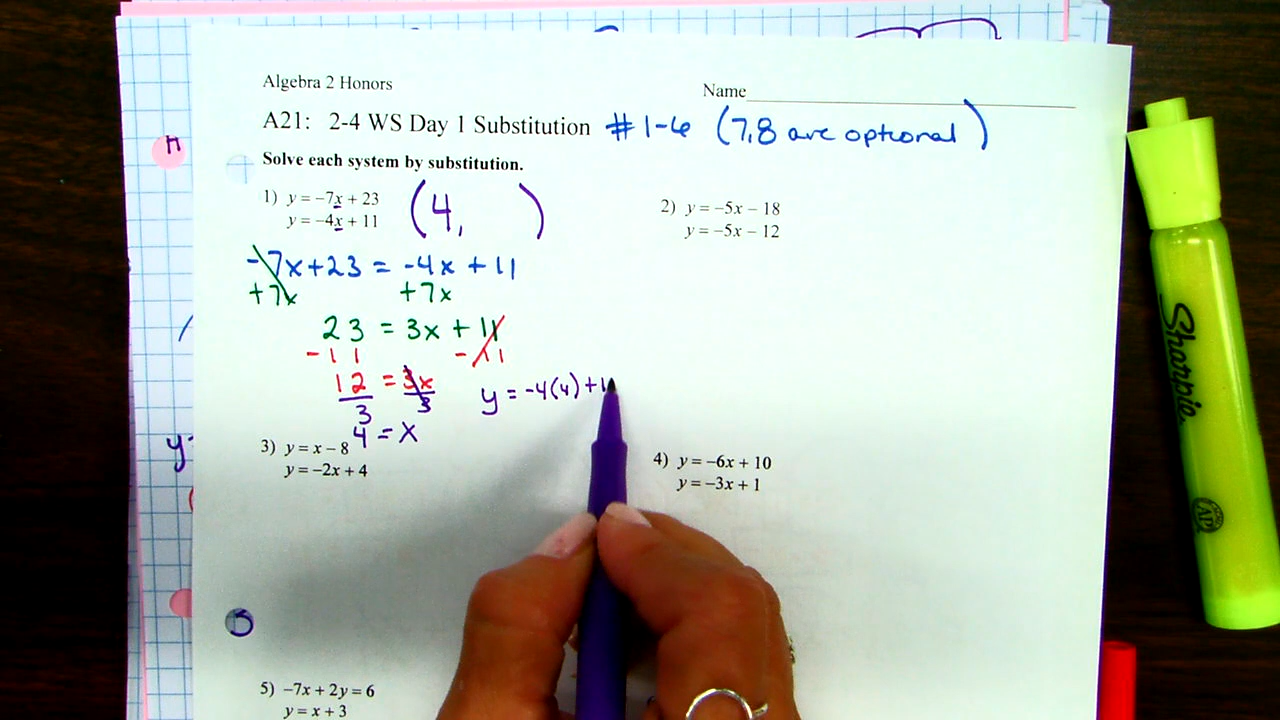 Algebra 2 Honors
Name
A21: 2-4 WS Day 1 Substitution #1-6 (7,8 are optional)
Solve each system by substitution.
1) y = -7x + 23
y = -4x + 11
(4, )
-7x+23 = -4x + 11
+7x +7x
23 = 3x + 11
-11 -11
12 = 3x
3 3
4 = x
y = -4(4)+1
2) y = -5x - 18
y = -5x - 12
3) y = x - 8
y = -2x + 4
4) y = -6x + 10
y = -3x + 1
5) -7x + 2y = 6
y = x + 3
Sharpie
AP